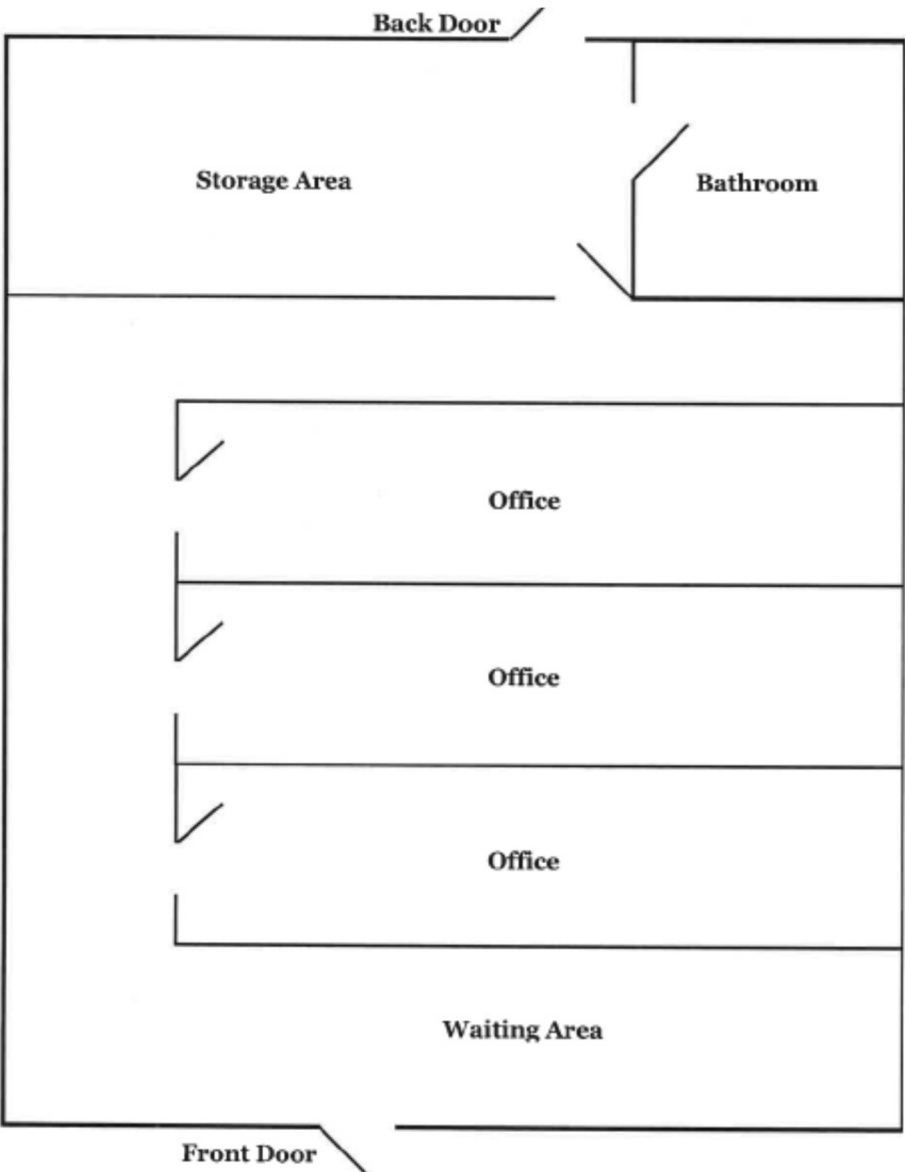 Back Door
Storage Area
Bathroom
Office
Office
Office
Waiting Area
Front Door